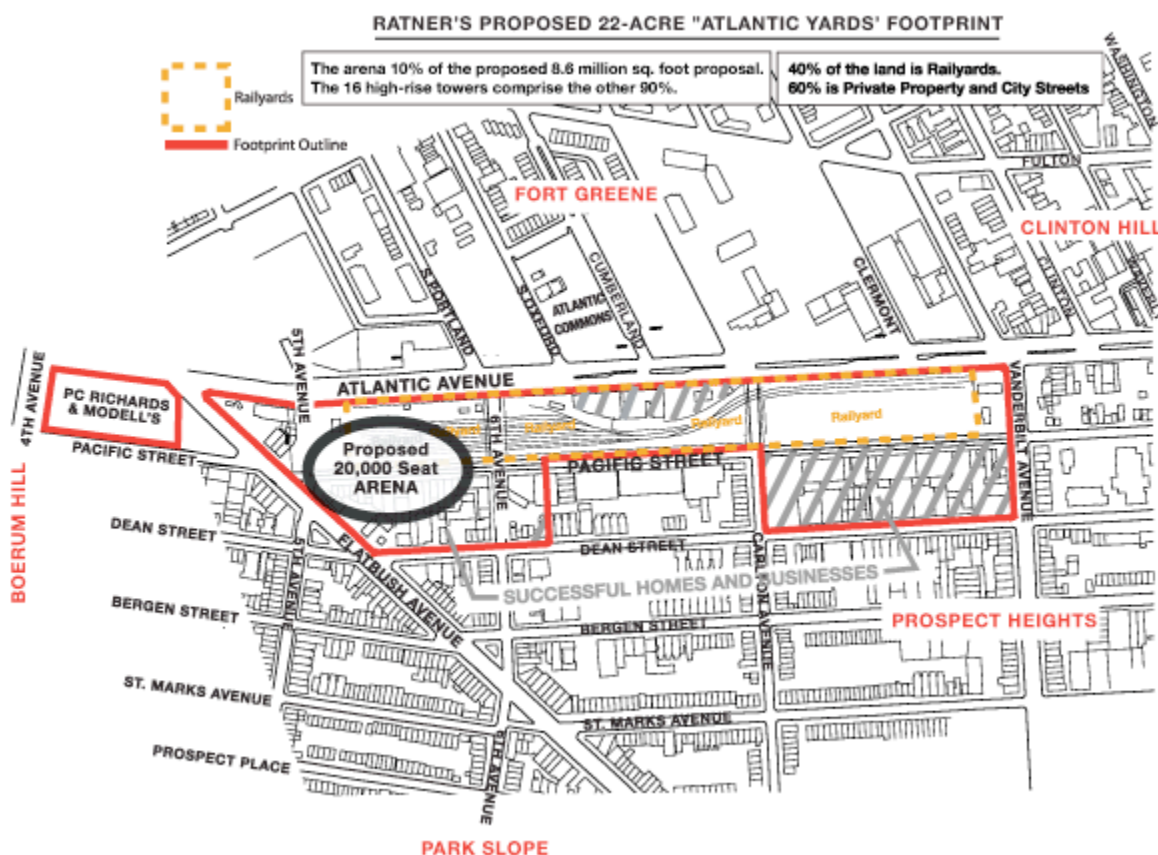 RATNER'S PROPOSED 22-ACRE "ATLANTIC YARDS' FOOTPRINT
Railyards
Footprint Outline
The arena 10% of the proposed 8.6 million sq. foot proposal.
The 16 high-rise towers comprise the other 90%.
40% of the land is Railyards.
60% is Private Property and City Streets
WASHINGTON
FULTON
FORT GREENE
CLINTON HILL
CLINTON
S.PORTLAND
S.OXFORD
CUMBERLAND
ATLANTIC
COMMONS
CLERMONT
4TH AVENUE
PC RICHARDS
& MODELL'S
5TH AVENUE
ATLANTIC AVENUE
VANDERBILT AVENUE
6TH AVENUE
Railyard
Railyard
Railyard
Proposed
20,000 Seat
ARENA
PACIFIC STREET
PACIFIC STREET
BOERUM HILL
DEAN STREET
DEAN STREET
FLATBUSH AVENUE
5TH AVENUE
CARLTON AVENUE
SUCCESSFUL HOMES AND BUSINESSES
BERGEN STREET
BERGEN STREET
PROSPECT HEIGHTS
ST. MARKS AVENUE
ST. MARKS AVENUE
PROSPECT PLACE
6TH AVENUE
PARK SLOPE